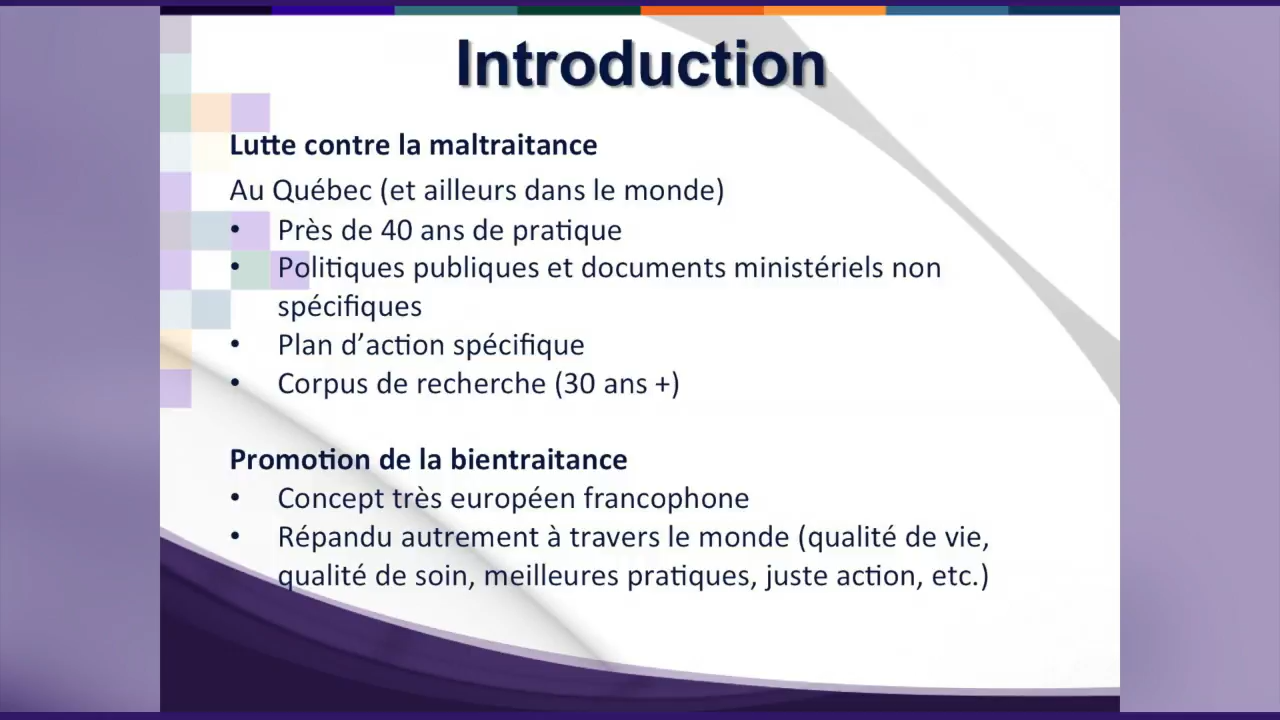 Introduction
Lutte contre la maltraitance
Au Québec (et ailleurs dans le monde)
• Près de 40 ans de pratique
• Politiques publiques et documents ministériels non
spécifiques
• Plan d’action spécifique
• Corpus de recherche (30 ans +)
Promotion de la bientraitance
• Concept très européen francophone
• Répandu autrement à travers le monde (qualité de vie,
qualité de soin, meilleures pratiques, juste action, etc.)